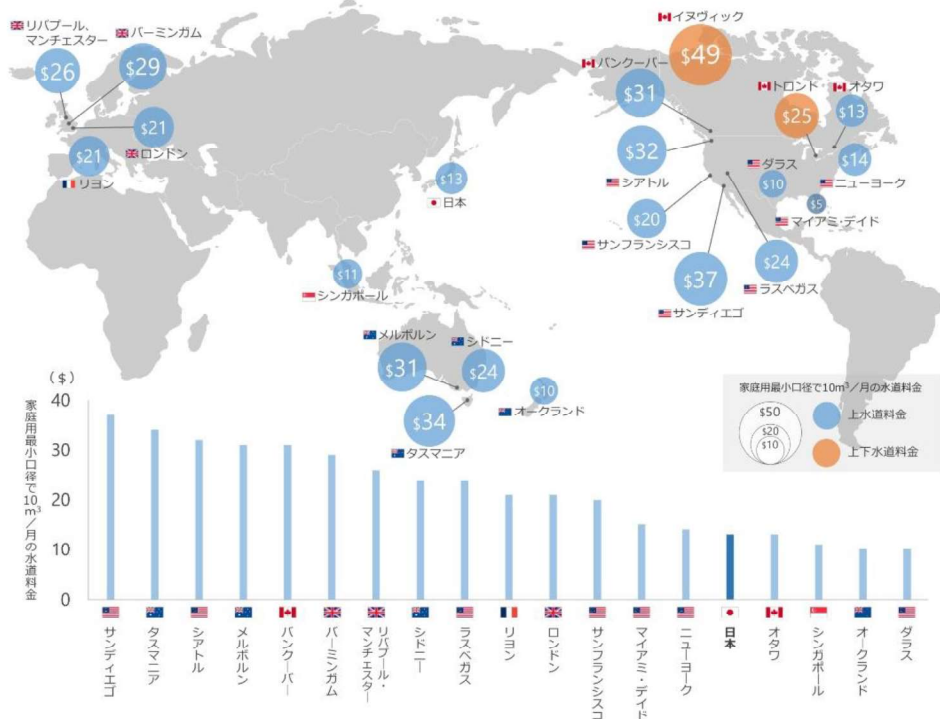 リバプール、
マンチェスター
$26
バーミンガム
$29
$21
ロンドン
$21
リヨン
$13
日本
$11
シンガポール
メルボルン
$31
シドニー
$24
$34
タスマニア
$10
オークランド
イヌヴィック
$49
バンクーバー
$31
トロンド
$25
オタワ
$13
$32
シアトル
ダラス
$10
$14
ニューヨーク
$5
マイアミ・デイド
$20
サンフランシスコ
$37
サンディエゴ
$24
ラスベガス
家庭用最小口径で10m³/月の水道料金
$50
$20
$10
上水道料金
上下水道料金
($)
家庭用最小口径で10m³/月の水道料金
40
30
20
10
0
サンディエゴ
タスマニア
シアトル
メルボルン
バンクーバー
バーミンガム
リバプール・
マンチェスター
シドニー
ラスベガス
リヨン
ロンドン
サンフランシスコ
マイアミ・デイド
ニューヨーク
日本
オタワ
シンガポール
オークランド
ダラス